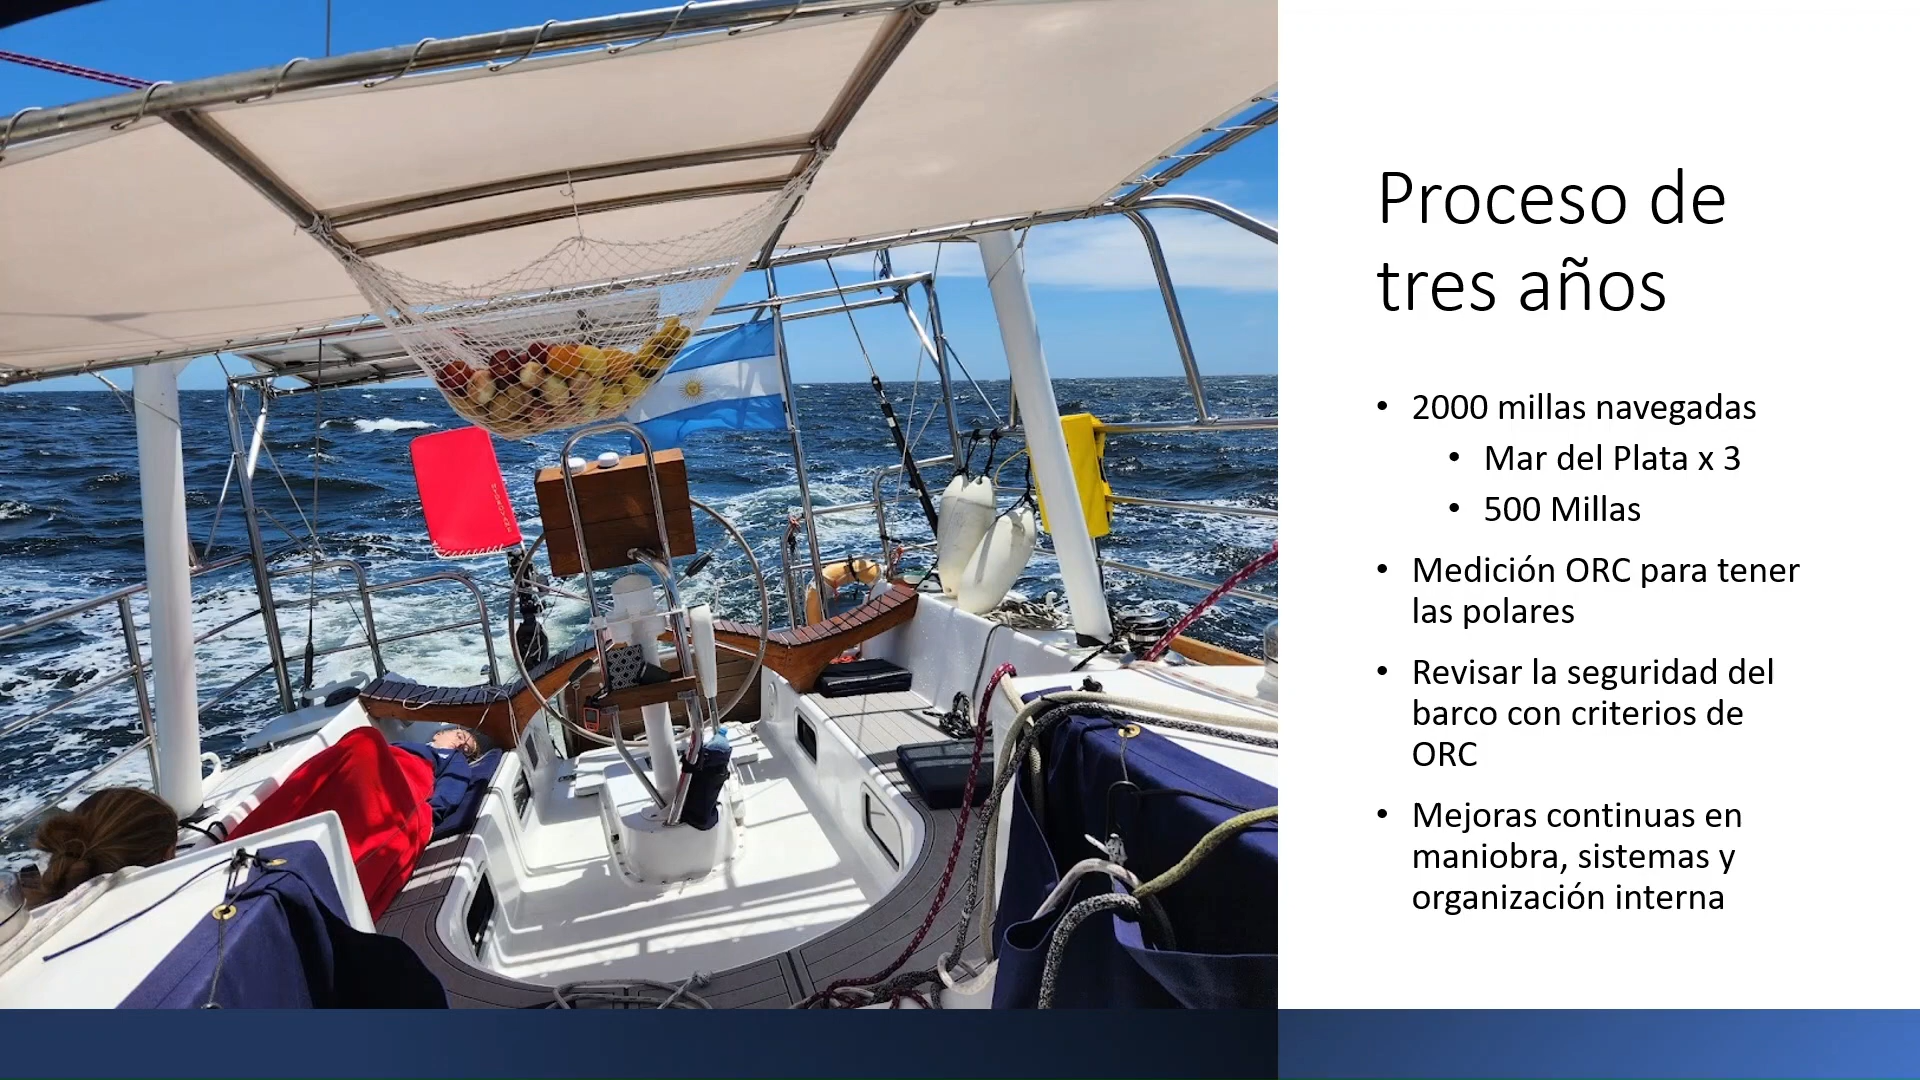 Proceso de
tres años
• 2000 millas navegadas
• Mar del Plata x 3
• 500 Millas
• Medición ORC para tener
las polares
• Revisar la seguridad del
barco con criterios de
ORC
• Mejoras continuas en
maniobra, sistemas y
organización interna